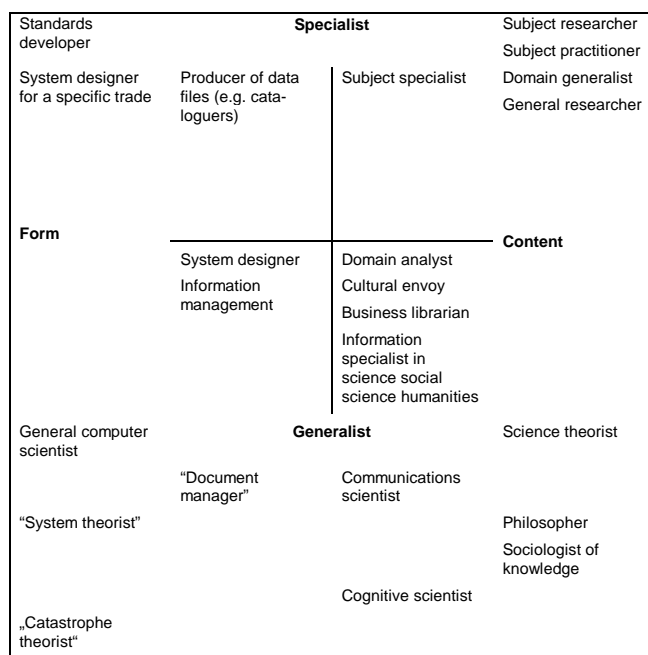 Standards
developer
Specialist
Subject researcher
Subject practitioner
System designer
for a specific trade
Producer of data
files (e.g. cata-
loguers)
Subject specialist
Domain generalist
General researcher
Form
Content
System designer
Information
management
Domain analyst
Cultural envoy
Business librarian
Information
specialist in
science social
science humanities
General computer
scientist
Generalist
Science theorist
“Document
manager”
Communications
scientist
“System theorist”
Philosopher
Sociologist of
knowledge
Cognitive scientist
„Catastrophe
theorist“